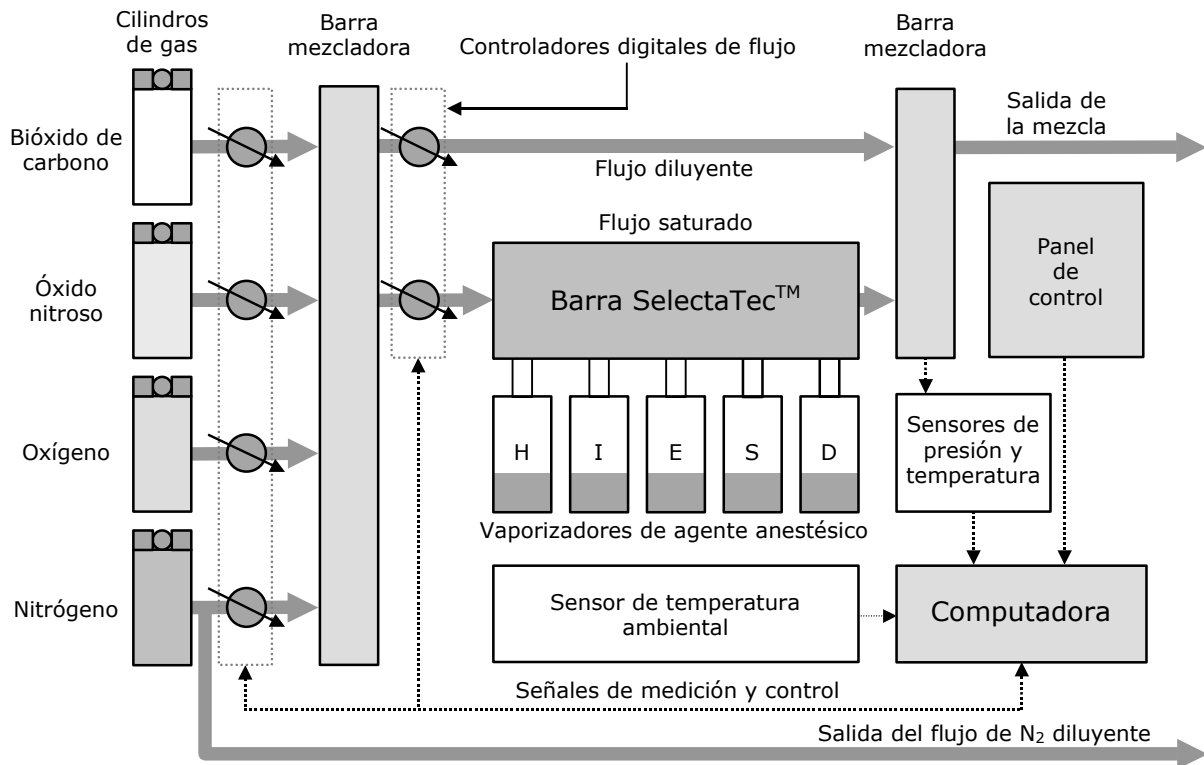 Cilindros
de gas
Barra
mezcladora
Controladores digitales de flujo
Barra
mezcladora
Salida de
la mezcla
Bióxido de
carbono
Flujo diluyente
Flujo saturado
Panel
de
control
Óxido
nitroso
Barra SelectaTec™
Oxígeno
H I E S D
Sensores de
presión y
temperatura
Vaporizadores de agente anestésico
Nitrógeno
Sensor de temperatura
ambiental
Computadora
Señales de medición y control
Salida del flujo de N₂ diluyente